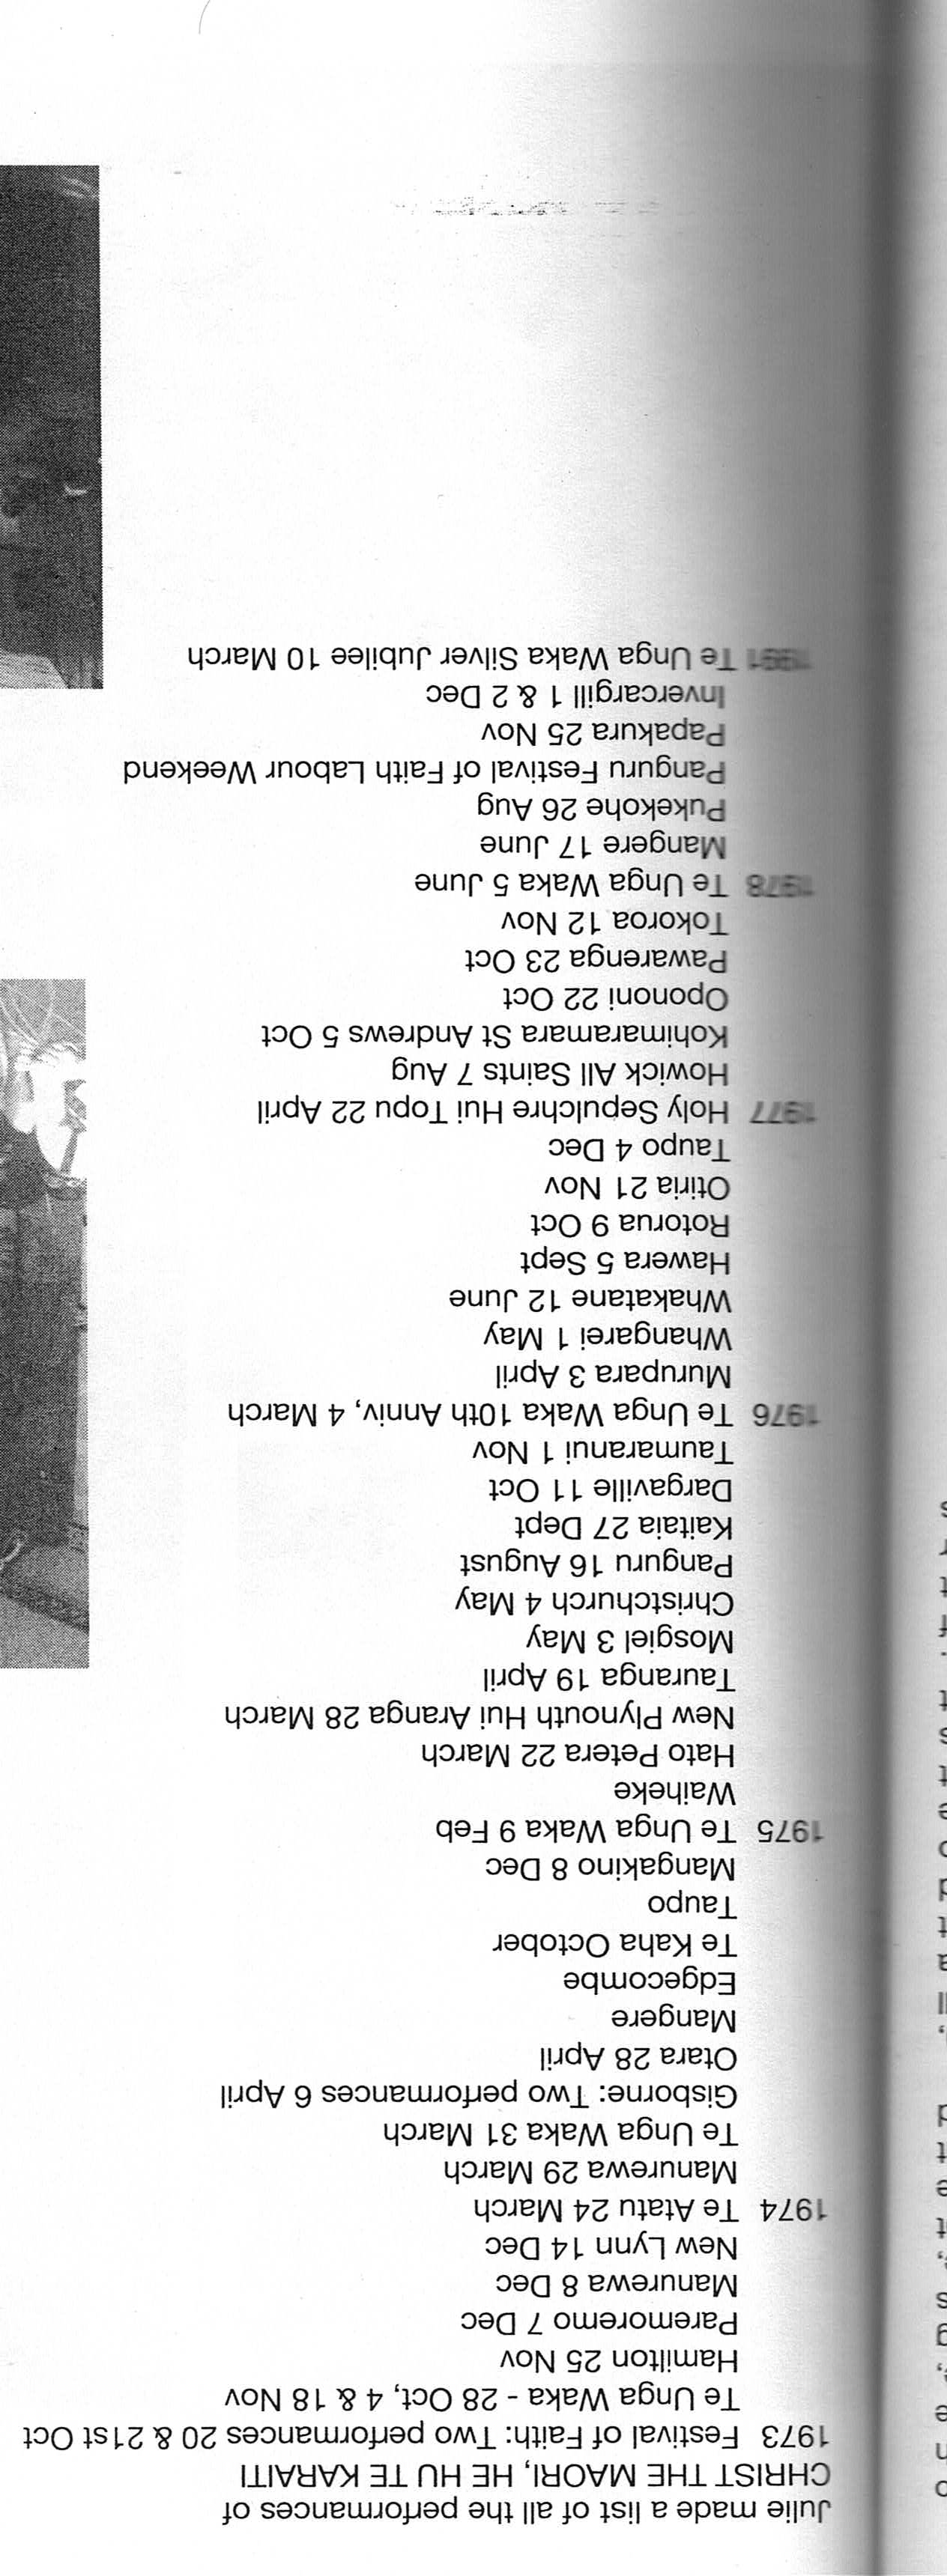 Julie made a list of all the performances of
CHRIST THE MAORI, HE HU TE KARAITI
1973 Festival of Faith: Two performances 20 & 21st Oct
Te Unga Waka - 28 Oct, 4 & 18 Nov
Hamilton 25 Nov
Paremoremo 7 Dec
Manurewa 8 Dec
New Lynn 14 Dec
1974 Te Atatu 24 March
Manurewa 29 March
Te Unga Waka 31 March
Gisborne: Two performances 6 April
Otara 28 April
Mangere
Edgecombe
Te Kaha October
Taupo
Mangakino 8 Dec
1975 Te Unga Waka 9 Feb
Waiheke
Hato Petera 22 March
New Plynouth Hui Aranga 28 March
Tauranga 19 April
Mosgiel 3 May
Christchurch 4 May
Panguru 16 August
Kaitaia 27 Dept
Dargaville 11 Oct
Taumaranui 1 Nov
1976 Te Unga Waka 10th Anniv, 4 March
Murupara 3 April
Whangarei 1 May
Whakatane 12 June
Hawera 5 Sept
Rotorua 9 Oct
Otiria 21 Nov
Taupo 4 Dec
1977 Holy Sepulchre Hui Topu 22 April
Howick All Saints 7 Aug
Kohimaramara St Andrews 5 Oct
Opononi 22 Oct
Pawarenga 23 Oct
Tokoroa 12 Nov
1978 Te Unga Waka 5 June
Mangere 17 June
Pukekohe 26 Aug
Panguru Festival of Faith Labour Weekend
Papakura 25 Nov
Invercargill 1 & 2 Dec
1991 Te Unga Waka Silver Jubilee 10 March